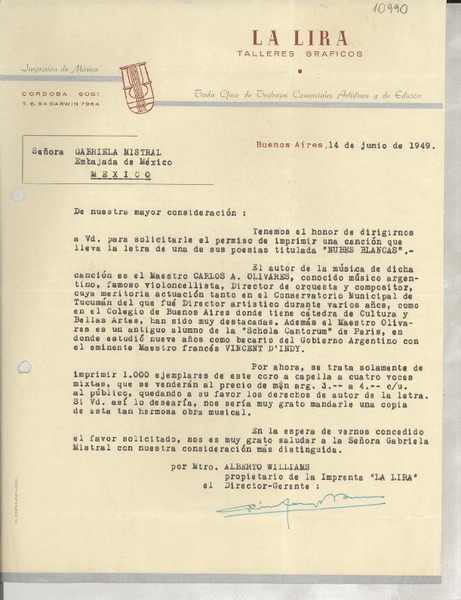 10990
LA LIRA
TALLERES GRAFICOS
Impresión de Música
CORDOBA 6091
T. E. 54 DARWIN 7954
Toda Clase de Trabajos Comerciales Artísticos y de Edición
Buenos Aires, 14 de junio de 1949.
Señora GABRIELA MISTRAL
Embajada de México
MEXICO
De nuestra mayor consideración :
Tenemos el honor de dirigirnos
a Vd. para solicitarle el permiso de imprimir una canción que
lleva la letra de una de sus poesías titulada "NUBES BLANCAS".-
El autor de la música de dicha
canción es el Maestro CARLOS A. OLIVARES, conocido músico argen-
tino, famoso violoncellista, Director de orquesta y compositor,
cuya meritoria actuación tanto en el Conservatorio Municipal de
Tucumán del que fué Director artístico durante varios años, como
en el Colegio de Buenos Aires donde tiene cátedra de Cultura y
Bellas Artes, han sido muy destacadas. Además el Maestro Oliva-
res es un antiguo alumno de la "Schola Cantorum" de París, en
donde estudió nueve años como becario del Gobierno Argentino con
el eminente Maestro francés VINCENT D'INDY.
Por ahora, se trata solamente de
imprimir 1.000 ejemplares de este coro a capella a cuatro voces
mixtas, que se venderán al precio de m$n arg. 3.-- a 4.-- c/u.
al público, quedando a su favor los derechos de autor de la letra.
Si Vd. así lo desearía, nos sería muy grato mandarle una copia
de esta tan hermosa obra musical.
En la espera de vernos concedido
el favor solicitado, nos es muy grato saludar a la Señora Gabriela
Mistral con nuestra consideración más distinguida.
por Mtro. ALBERTO WILLIAMS
propietario de la Imprenta "LA LIRA"
el Director-Gerente :